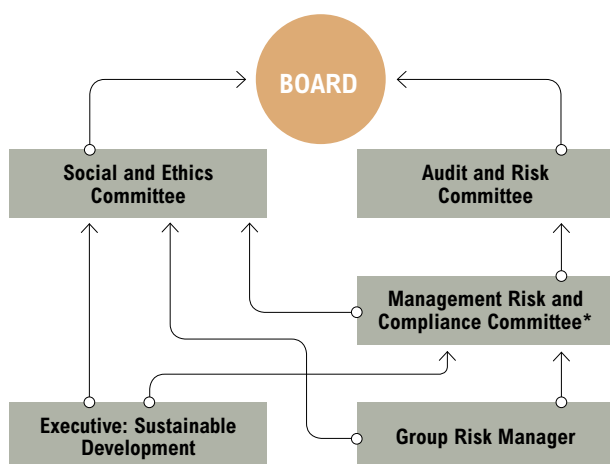 BOARD
Social and Ethics
Committee
Audit and Risk
Committee
Management Risk and
Compliance Committee*
Executive: Sustainable
Development
Group Risk Manager